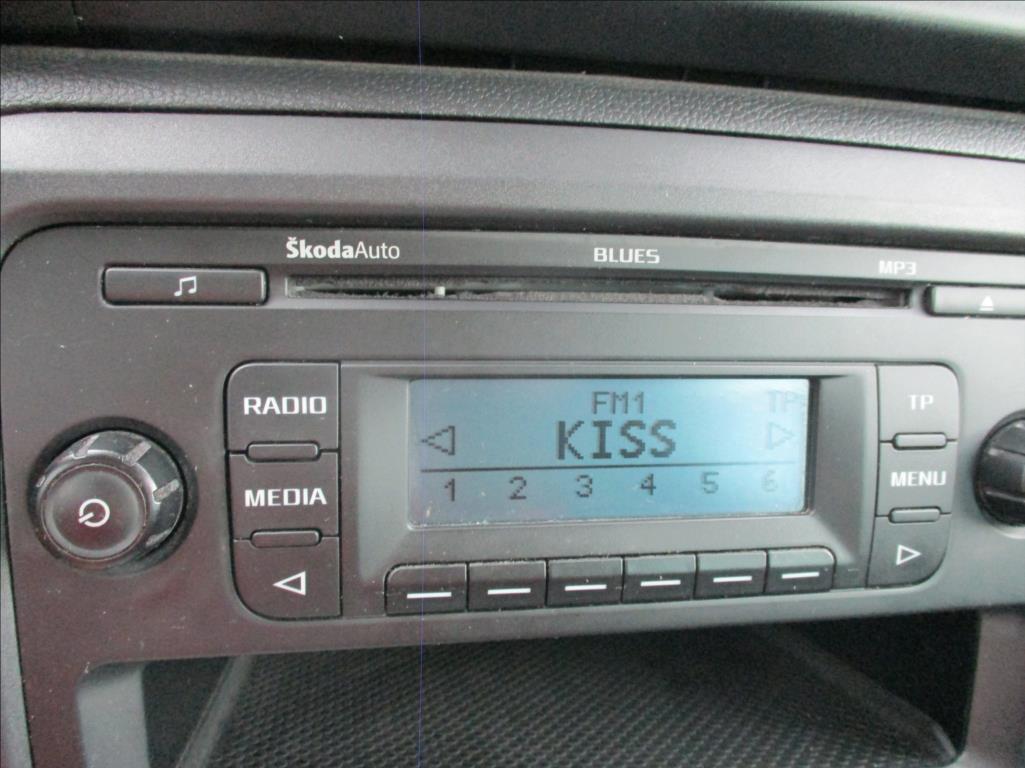 ŠkodaAuto BLUES MP3
RADIO
MEDIA
FM1 TP
KISS
1 2 3 4 5 6
TP
MENU